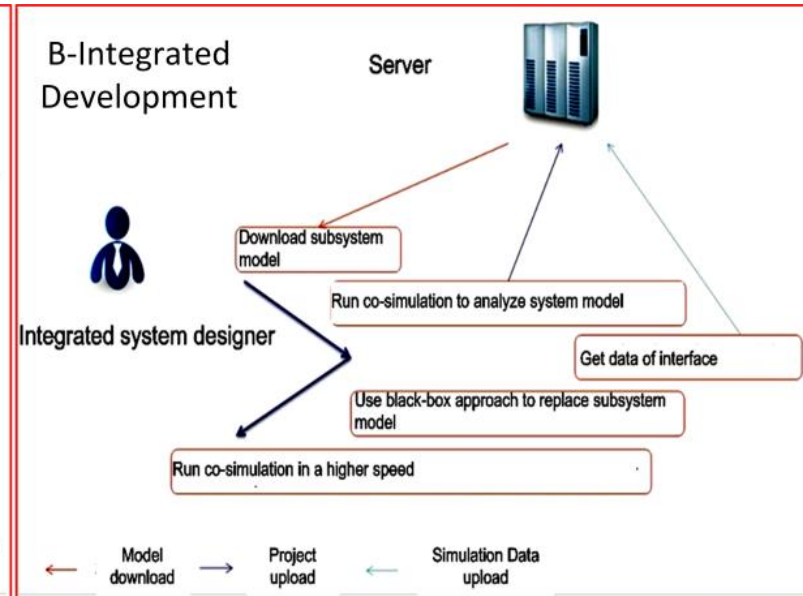 B-Integrated
Development
Server
Download subsystem
model
Run co-simulation to analyze system model
Integrated system designer
Get data of interface
Use black-box approach to replace subsystem
model
Run co-simulation in a higher speed
Model
download
Project
upload
Simulation Data
upload